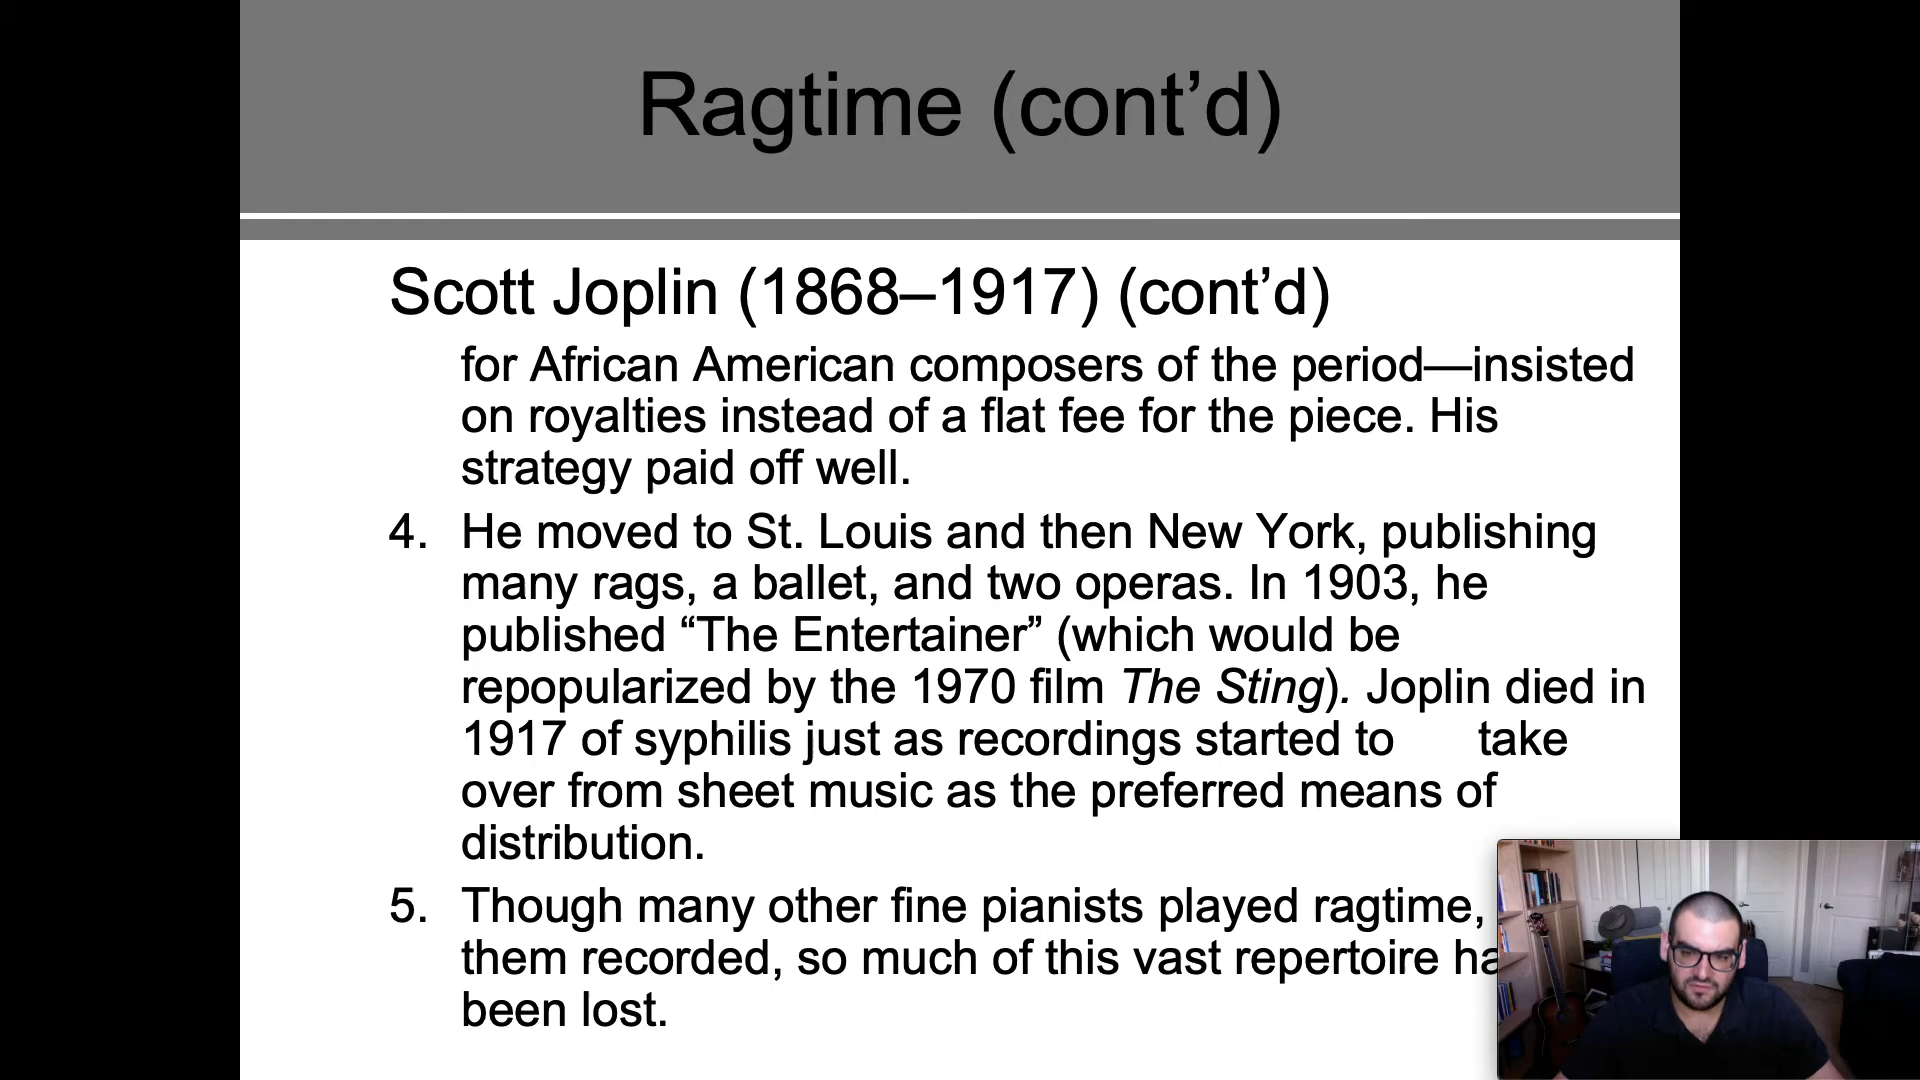 Ragtime (cont’d)
Scott Joplin (1868–1917) (cont’d)
for African American composers of the period—insisted
on royalties instead of a flat fee for the piece. His
strategy paid off well.
4. He moved to St. Louis and then New York, publishing
many rags, a ballet, and two operas. In 1903, he
published “The Entertainer” (which would be
repopularized by the 1970 film The Sting). Joplin died in
1917 of syphilis just as recordings started to take
over from sheet music as the preferred means of
distribution.
5. Though many other fine pianists played ragtime,
them recorded, so much of this vast repertoire
been lost.